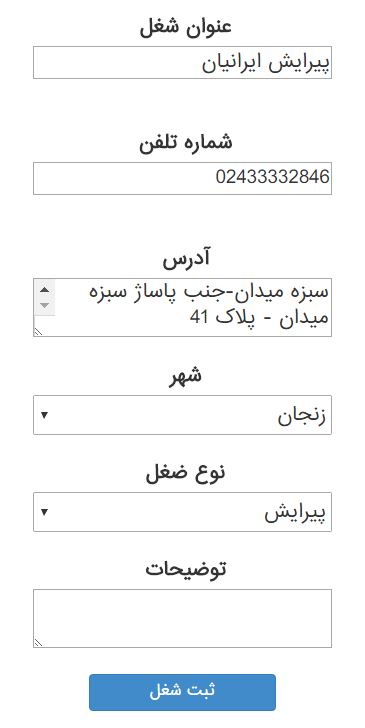 عنوان شغل
پیرایش ایرانیان
شماره تلفن
02433332846
آدرس
سبزه میدان-جنب پاساژ سبزه
میدان - پلاک 41
شهر
زنجان
نوع ضغل
پیرایش
توضیحات
ثبت شغل